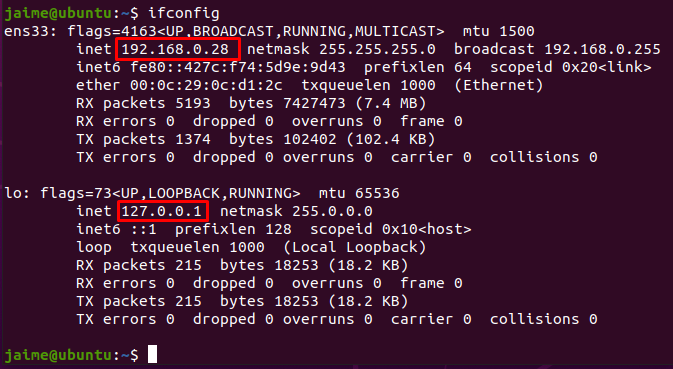 jaime@ubuntu:~$ ifconfig
ens33: flags=4163<UP,BROADCAST,RUNNING,MULTICAST>  mtu 1500
        inet 192.168.0.28  netmask 255.255.255.0  broadcast 192.168.0.255
        inet6 fe80::427c:f74:5d9e:9d43  prefixlen 64  scopeid 0x20<link>
        ether 00:0c:29:0c:d1:2c  txqueuelen 1000  (Ethernet)
        RX packets 5193  bytes 7427473 (7.4 MB)
        RX errors 0  dropped 0  overruns 0  frame 0
        TX packets 1374  bytes 102402 (102.4 KB)
        TX errors 0  dropped 0 overruns 0  carrier 0  collisions 0

lo: flags=73<UP,LOOPBACK,RUNNING>  mtu 65536
        inet 127.0.0.1  netmask 255.0.0.0
        inet6 ::1  prefixlen 128  scopeid 0x10<host>
        loop  txqueuelen 1000  (Local Loopback)
        RX packets 215  bytes 18253 (18.2 KB)
        RX errors 0  dropped 0  overruns 0  frame 0
        TX packets 215  bytes 18253 (18.2 KB)
        TX errors 0  dropped 0 overruns 0  carrier 0  collisions 0

jaime@ubuntu:~$